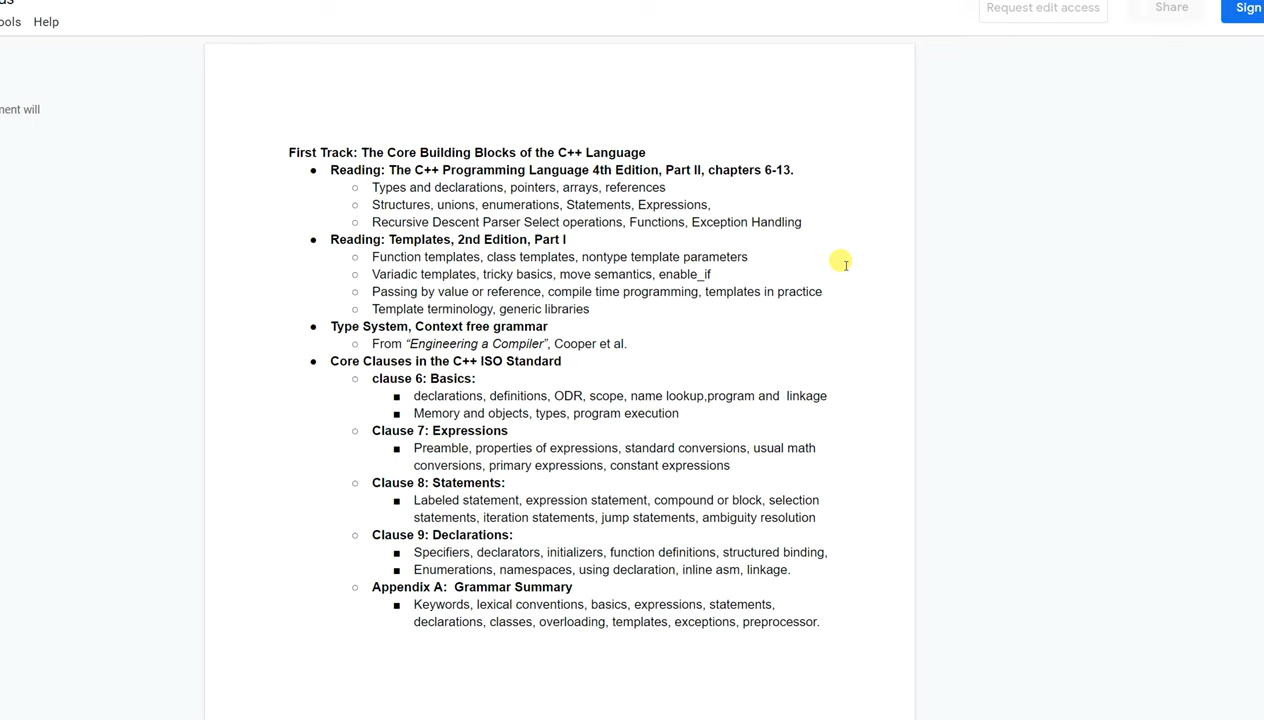 ools Help
Request edit access
Share
Sign
ment will
First Track: The Core Building Blocks of the C++ Language
● Reading: The C++ Programming Language 4th Edition, Part II, chapters 6-13.
○ Types and declarations, pointers, arrays, references
○ Structures, unions, enumerations, Statements, Expressions,
○ Recursive Descent Parser Select operations, Functions, Exception Handling
● Reading: Templates, 2nd Edition, Part I
○ Function templates, class templates, nontype template parameters
○ Variadic templates, tricky basics, move semantics, enable_if
○ Passing by value or reference, compile time programming, templates in practice
○ Template terminology, generic libraries
● Type System, Context free grammar
○ From “Engineering a Compiler”, Cooper et al.
● Core Clauses in the C++ ISO Standard
○ clause 6: Basics:
■ declarations, definitions, ODR, scope, name lookup,program and linkage
■ Memory and objects, types, program execution
○ Clause 7: Expressions
■ Preamble, properties of expressions, standard conversions, usual math
conversions, primary expressions, constant expressions
○ Clause 8: Statements:
■ Labeled statement, expression statement, compound or block, selection
statements, iteration statements, jump statements, ambiguity resolution
○ Clause 9: Declarations:
■ Specifiers, declarators, initializers, function definitions, structured binding,
■ Enumerations, namespaces, using declaration, inline asm, linkage.
○ Appendix A: Grammar Summary
■ Keywords, lexical conventions, basics, expressions, statements,
declarations, classes, overloading, templates, exceptions, preprocessor.